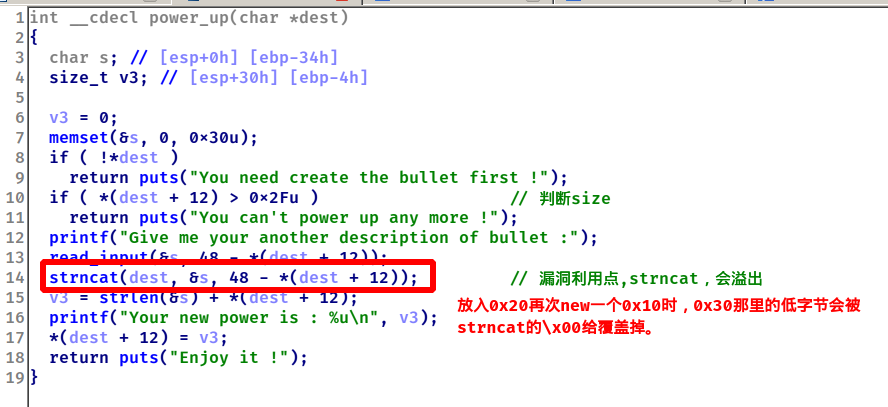 1 int __cdecl power_up(char *dest)
2 {
3   char s; // [esp+0h] [ebp-34h]
4   size_t v3; // [esp+30h] [ebp-4h]
5
6   v3 = 0;
7   memset(&s, 0, 0x30u);
8   if ( !*dest )
9     return puts("You need create the bullet first !");
10   if ( *(dest + 12) > 0x2Fu )                    // 判断size
11     return puts("You can't power up any more !");
12   printf("Give me your another description of bullet :");
13   read_input(&s, 48 - *(dest + 12));
14   strncat(dest, &s, 48 - *(dest + 12));          // 漏洞利用点,strncat，会溢出
15   v3 = strlen(&s) + *(dest + 12);
放入0x20再次new一个0x10时，0x30那里的低字节会被
16   printf("Your new power is : %u\n", v3);
strncat的\x00给覆盖掉。
17   *(dest + 12) = v3;
18   return puts("Enjoy it !");
19 }